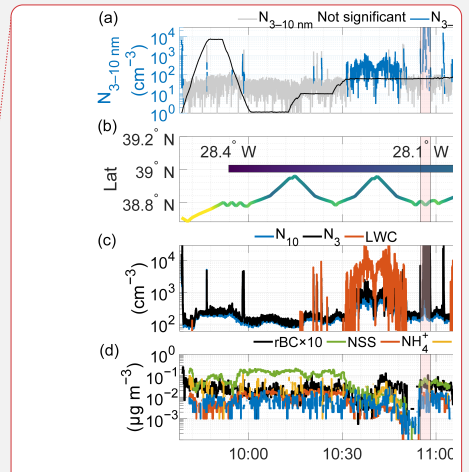 (a)
N3–10 nm Not significant N3–
N3–10 nm
(cm−3)
10^4
10^3
10^2
10^1
10^0
(b)
39.2° N
39° N
38.8° N
Lat
28.4° W
28.1° W
(c)
N10 N3 LWC
(cm−3)
10^4
10^3
10^2
(d)
rBC×10 NSS NH4+
(µg m−3)
10^0
10^−1
10^−2
10^−3
10:00
10:30
11:00